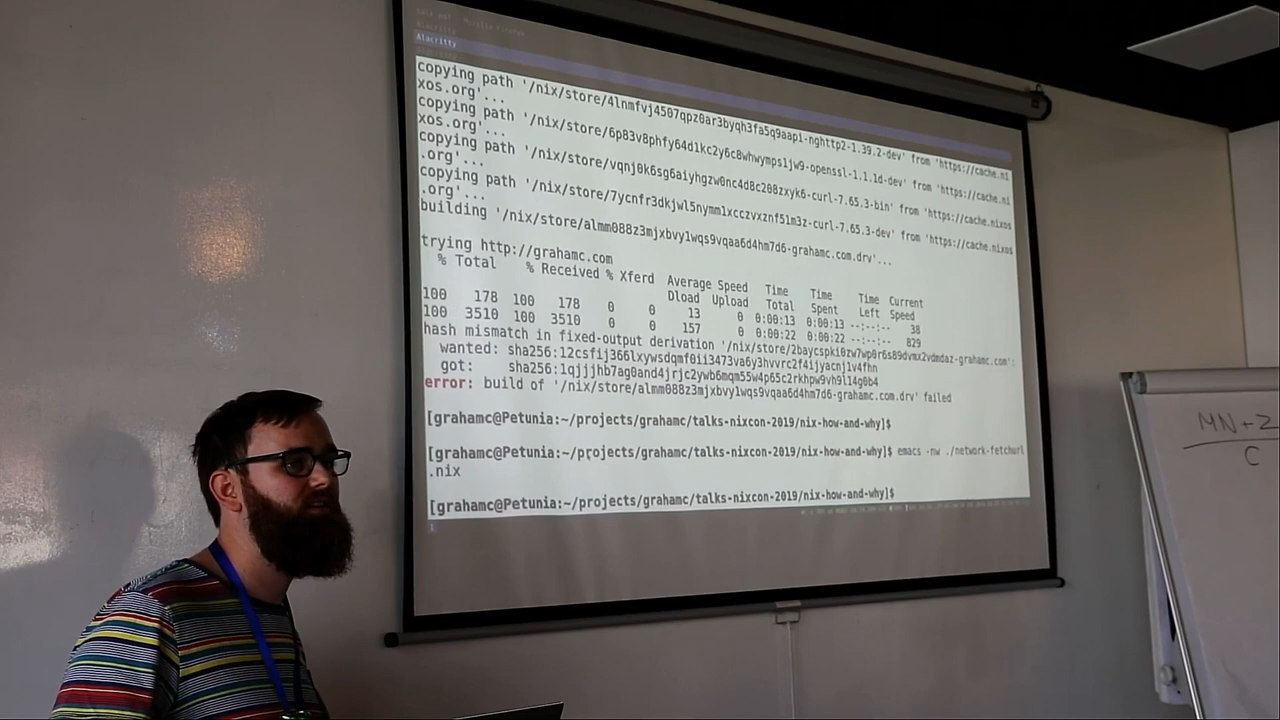 Alacritty
copying path '/nix/store/4lnmfvj4507qpz0ar3byqh3fa5q9aapi-nghttp2-1.39.2-dev' from 'https://cache.ni
xos.org'...
copying path '/nix/store/6p83v8phfy64d1kc2y6c8whwymps1jw9-openssl-1.1.1d-dev' from 'https://cache.ni
xos.org'...
copying path '/nix/store/vqnj0k6sg6aiyhgzw0nc4d8c208zxyk6-curl-7.65.3-bin' from 'https://cache.nixos
.org'...
copying path '/nix/store/7ycnfr3dkjwl5nymm1xcczvxznf51m3z-curl-7.65.3-dev' from 'https://cache.nixos
.org'...
building '/nix/store/almm088z3mjxbvy1wqs9vqaa6d4hm7d6-grahamc.com.drv'...
trying http://grahamc.com
% Total % Received % Xferd Average Speed Time Time Time Current
Dload Upload Total Spent Left Speed
100 178 100 178 0 0 13 0 0:00:13 0:00:13 --:--:-- 38
100 3510 100 3510 0 0 157 0 0:00:22 0:00:22 --:--:-- 829
hash mismatch in fixed-output derivation '/nix/store/2baycspki0zw7wp0r6s89dvmx2vdmdaz-grahamc.com':
wanted: sha256:12csfij366lxywsdqmf0ii3473va6y3hvvrc2f4ijyacnj1v4fhn
got: sha256:1qjjjhb7ag0and4jrjc2ywb6mqm55w4p65c2rkhpw9vh9l14g0b4
error: build of '/nix/store/almm088z3mjxbvy1wqs9vqaa6d4hm7d6-grahamc.com.drv' failed
[grahamc@Petunia:~/projects/grahamc/talks-nixcon-2019/nix-how-and-why]$
[grahamc@Petunia:~/projects/grahamc/talks-nixcon-2019/nix-how-and-why]$ emacs -nw ./network-fetchurl
.nix
[grahamc@Petunia:~/projects/grahamc/talks-nixcon-2019/nix-how-and-why]$
MN+2
C